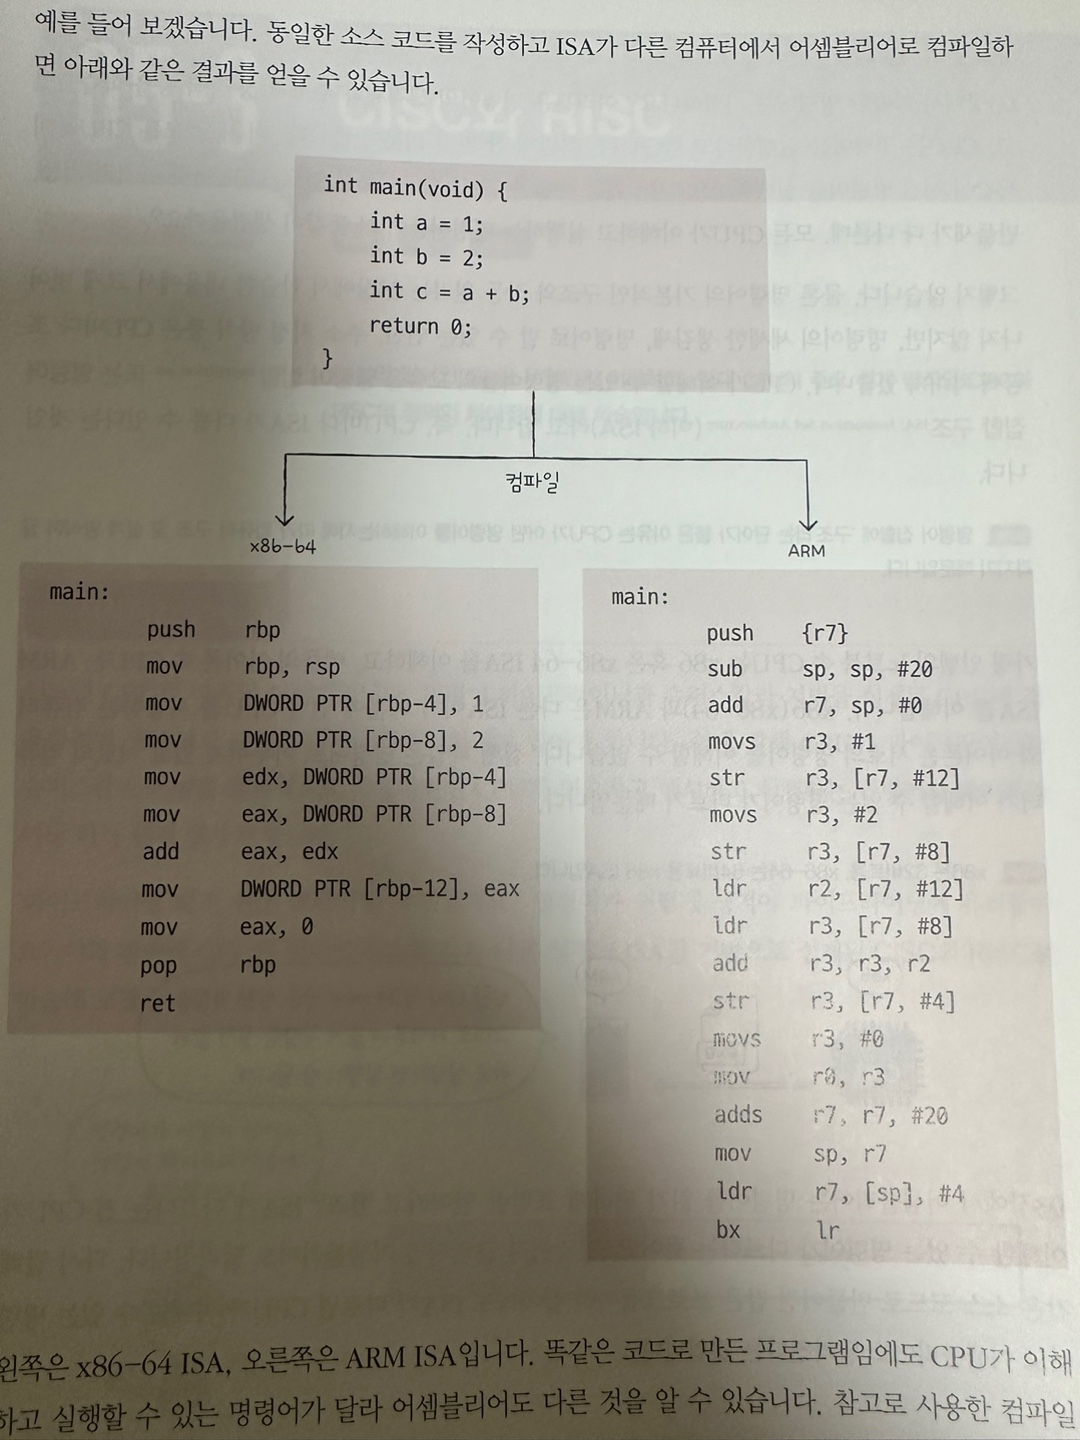 예를 들어 보겠습니다. 동일한 소스 코드를 작성하고 ISA가 다른 컴퓨터에서 어셈블리어로 컴파일하
면 아래와 같은 결과를 얻을 수 있습니다.
int main(void) {
    int a = 1;
    int b = 2;
    int c = a + b;
    return 0;
}
컴파일
x86-64
main:
push rbp
mov rbp, rsp
mov DWORD PTR [rbp-4], 1
mov DWORD PTR [rbp-8], 2
mov edx, DWORD PTR [rbp-4]
mov eax, DWORD PTR [rbp-8]
add eax, edx
mov DWORD PTR [rbp-12], eax
mov eax, 0
pop rbp
ret
ARM
main:
push {r7}
sub sp, sp, #20
add r7, sp, #0
movs r3, #1
str r3, [r7, #12]
movs r3, #2
str r3, [r7, #8]
ldr r2, [r7, #12]
ldr r3, [r7, #8]
add r3, r3, r2
str r3, [r7, #4]
movs r3, #0
mov r0, r3
adds r7, r7, #20
mov sp, r7
ldr r7, [sp], #4
bx lr
왼쪽은 x86-64 ISA, 오른쪽은 ARM ISA입니다. 똑같은 코드로 만든 프로그램임에도 CPU가 이해
하고 실행할 수 있는 명령어가 달라 어셈블리어도 다른 것을 알 수 있습니다. 참고로 사용한 컴파일